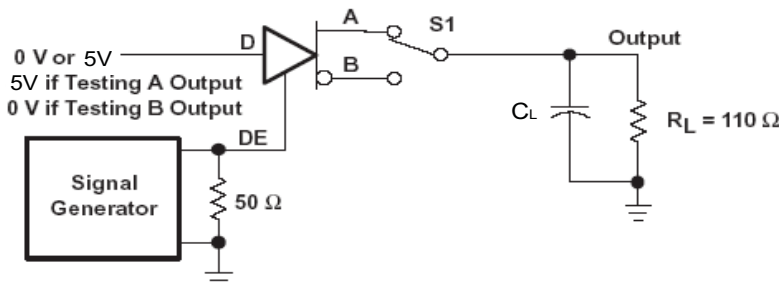 A
S1
D
Output
0 V or 5V
5V if Testing A Output
B
0 V if Testing B Output
CL
RL = 110 Ω
DE
Signal
Generator
50 Ω